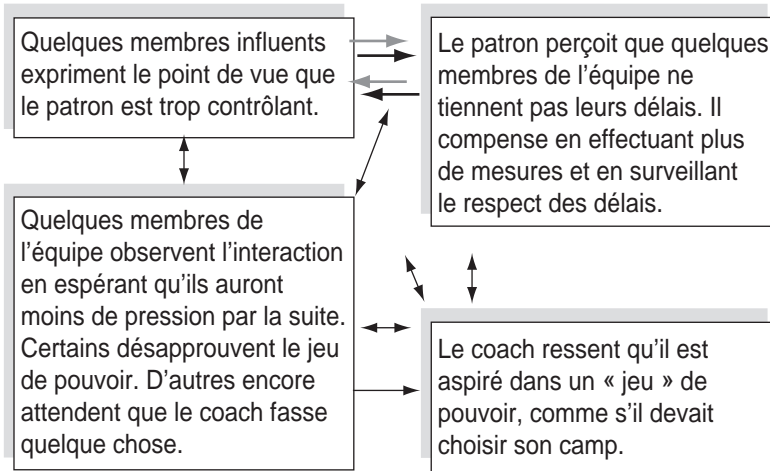 Quelques membres influents
expriment le point de vue que
le patron est trop contrôlant.
Le patron perçoit que quelques
membres de l’équipe ne
tiennent pas leurs délais. Il
compense en effectuant plus
de mesures et en surveillant
le respect des délais.
Quelques membres de
l’équipe observent l’interaction
en espérant qu’ils auront
moins de pression par la suite.
Certains désapprouvent le jeu
de pouvoir. D’autres encore
attendent que le coach fasse
quelque chose.
Le coach ressent qu’il est
aspiré dans un « jeu » de
pouvoir, comme s’il devait
choisir son camp.